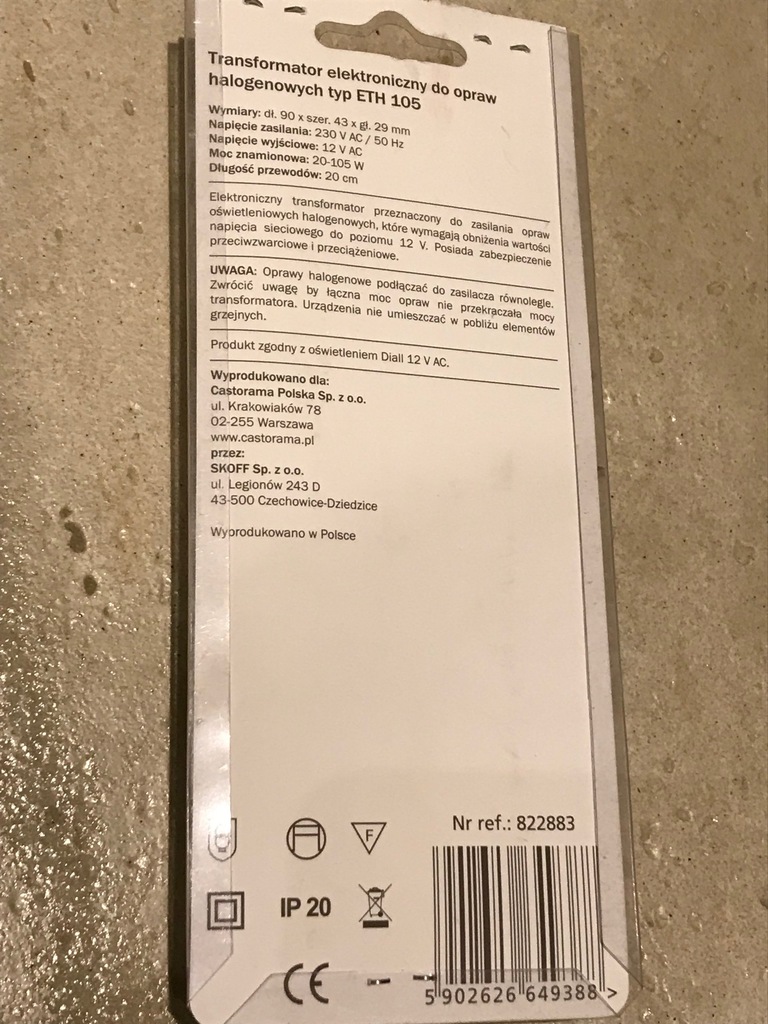 Transformator elektroniczny do opraw
halogenowych typ ETH 105
Wymiary: dł. 90 x szer. 43 x gł. 29 mm
Napięcie zasilania: 230 V AC / 50 Hz
Napięcie wyjściowe: 12 V AC
Moc znamionowa: 20-105 W
Długość przewodów: 20 cm
Elektroniczny transformator przeznaczony do zasilania opraw
oświetleniowych halogenowych, które wymagają obniżenia wartości
napięcia sieciowego do poziomu 12 V. Posiada zabezpieczenie
przeciwzwarciowe i przeciążeniowe.
UWAGA: Oprawy halogenowe podłączać do zasilacza równolegle.
Zwrócić uwagę by łączna moc opraw nie przekraczała mocy
transformatora. Urządzenia nie umieszczać w pobliżu elementów
grzejnych.
Produkt zgodny z oświetleniem Diall 12 V AC.
Wyprodukowano dla:
Castorama Polska Sp. z o.o.
ul. Krakowiaków 78
02-255 Warszawa
www.castorama.pl
przez:
SKOFF Sp. z o.o.
ul. Legionów 243 D
43-500 Czechowice-Dziedzice
Wyprodukowano w Polsce
Nr ref.: 822883
F
IP 20
CE
5 902626 649388 >